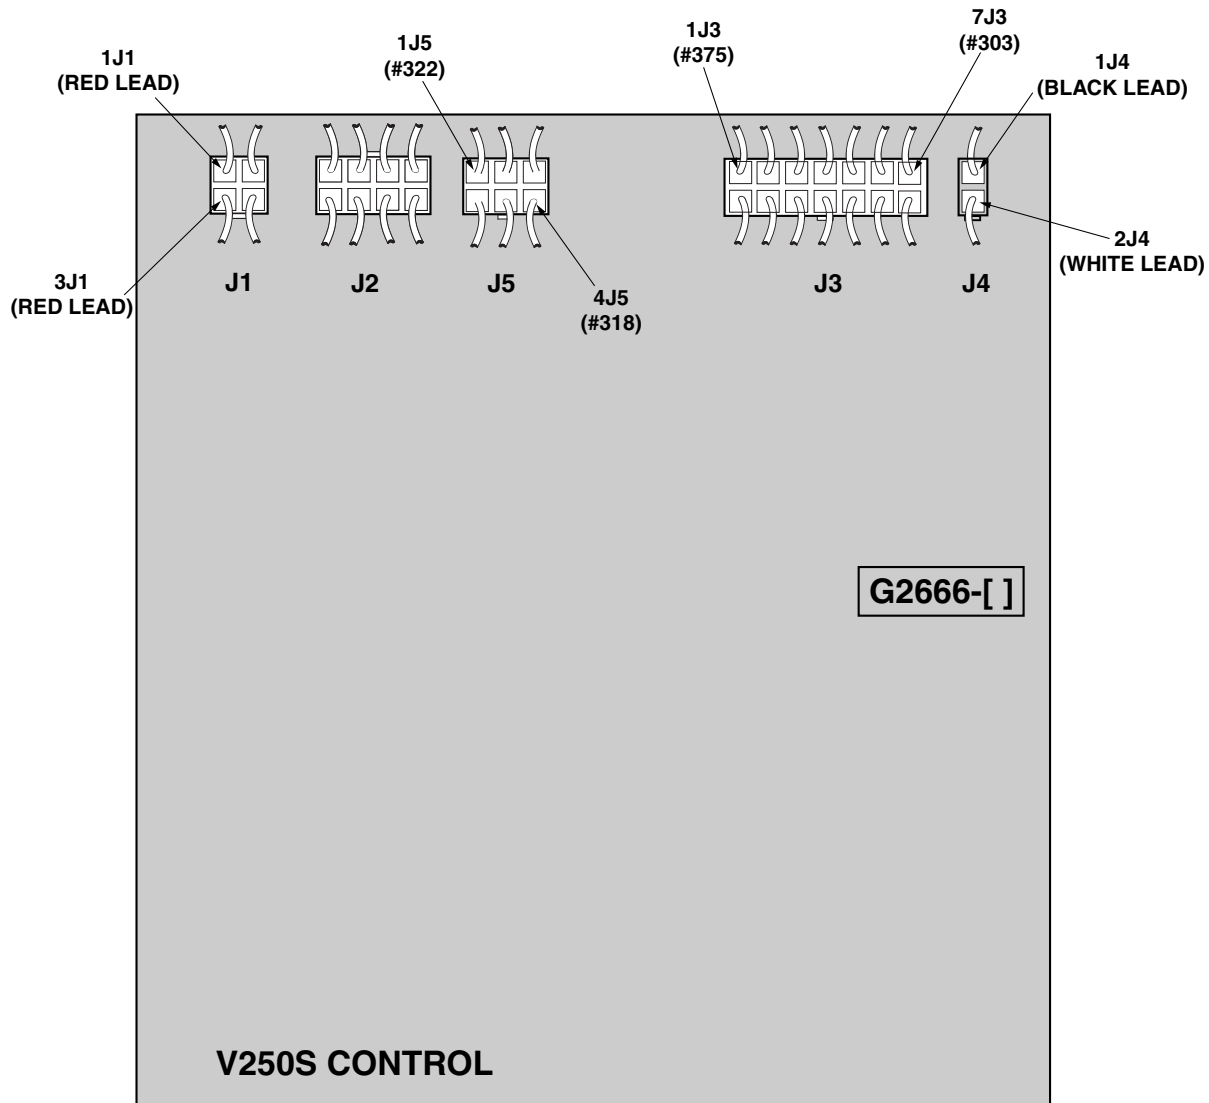 1J1
(RED LEAD)
1J5
(#322)
1J3
(#375)
7J3
(#303)
1J4
(BLACK LEAD)
3J1
(RED LEAD)
J1
J2
J5
4J5
(#318)
J3
J4
2J4
(WHITE LEAD)
G2666-[ ]
V250S CONTROL